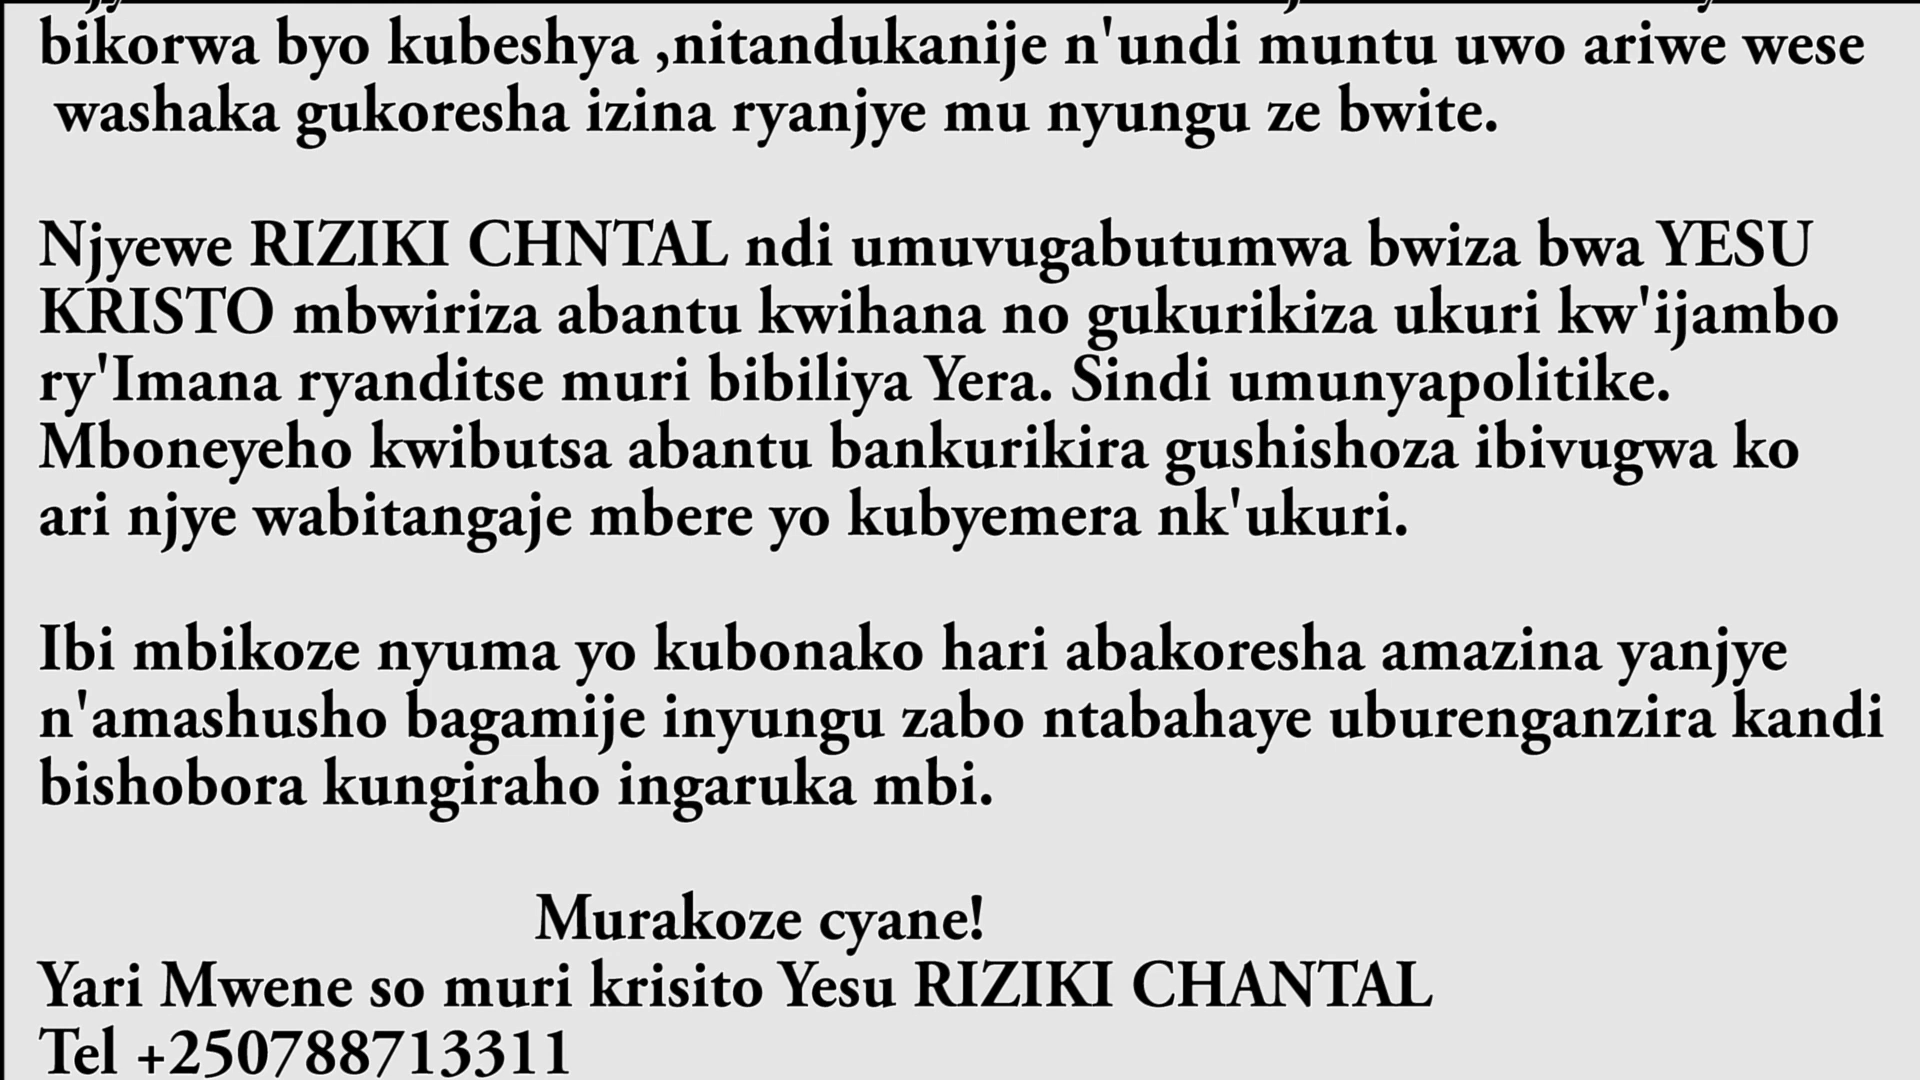 bikorwa byo kubeshya ,nitandukanije n'undi muntu uwo ariwe wese
washaka gukoresha izina ryanjye mu nyungu ze bwite.
Njyewe RIZIKI CHNTAL ndi umuvugabutumwa bwiza bwa YESU
KRISTO mbwiriza abantu kwihana no gukurikiza ukuri kw'ijambo
ry'Imana ryanditse muri bibiliya Yera. Sindi umunyapolitike.
Mboneyeho kwibutsa abantu bankurikira gushishoza ibivugwa ko
ari njye wabitangaje mbere yo kubyemera nk'ukuri.
Ibi mbikoze nyuma yo kubonako hari abakoresha amazina yanjye
n'amashusho bagamije inyungu zabo ntabahaye uburenganzira kandi
bishobora kungiraho ingaruka mbi.
Murakoze cyane!
Yari Mwene so muri krisito Yesu RIZIKI CHANTAL
Tel +250788713311